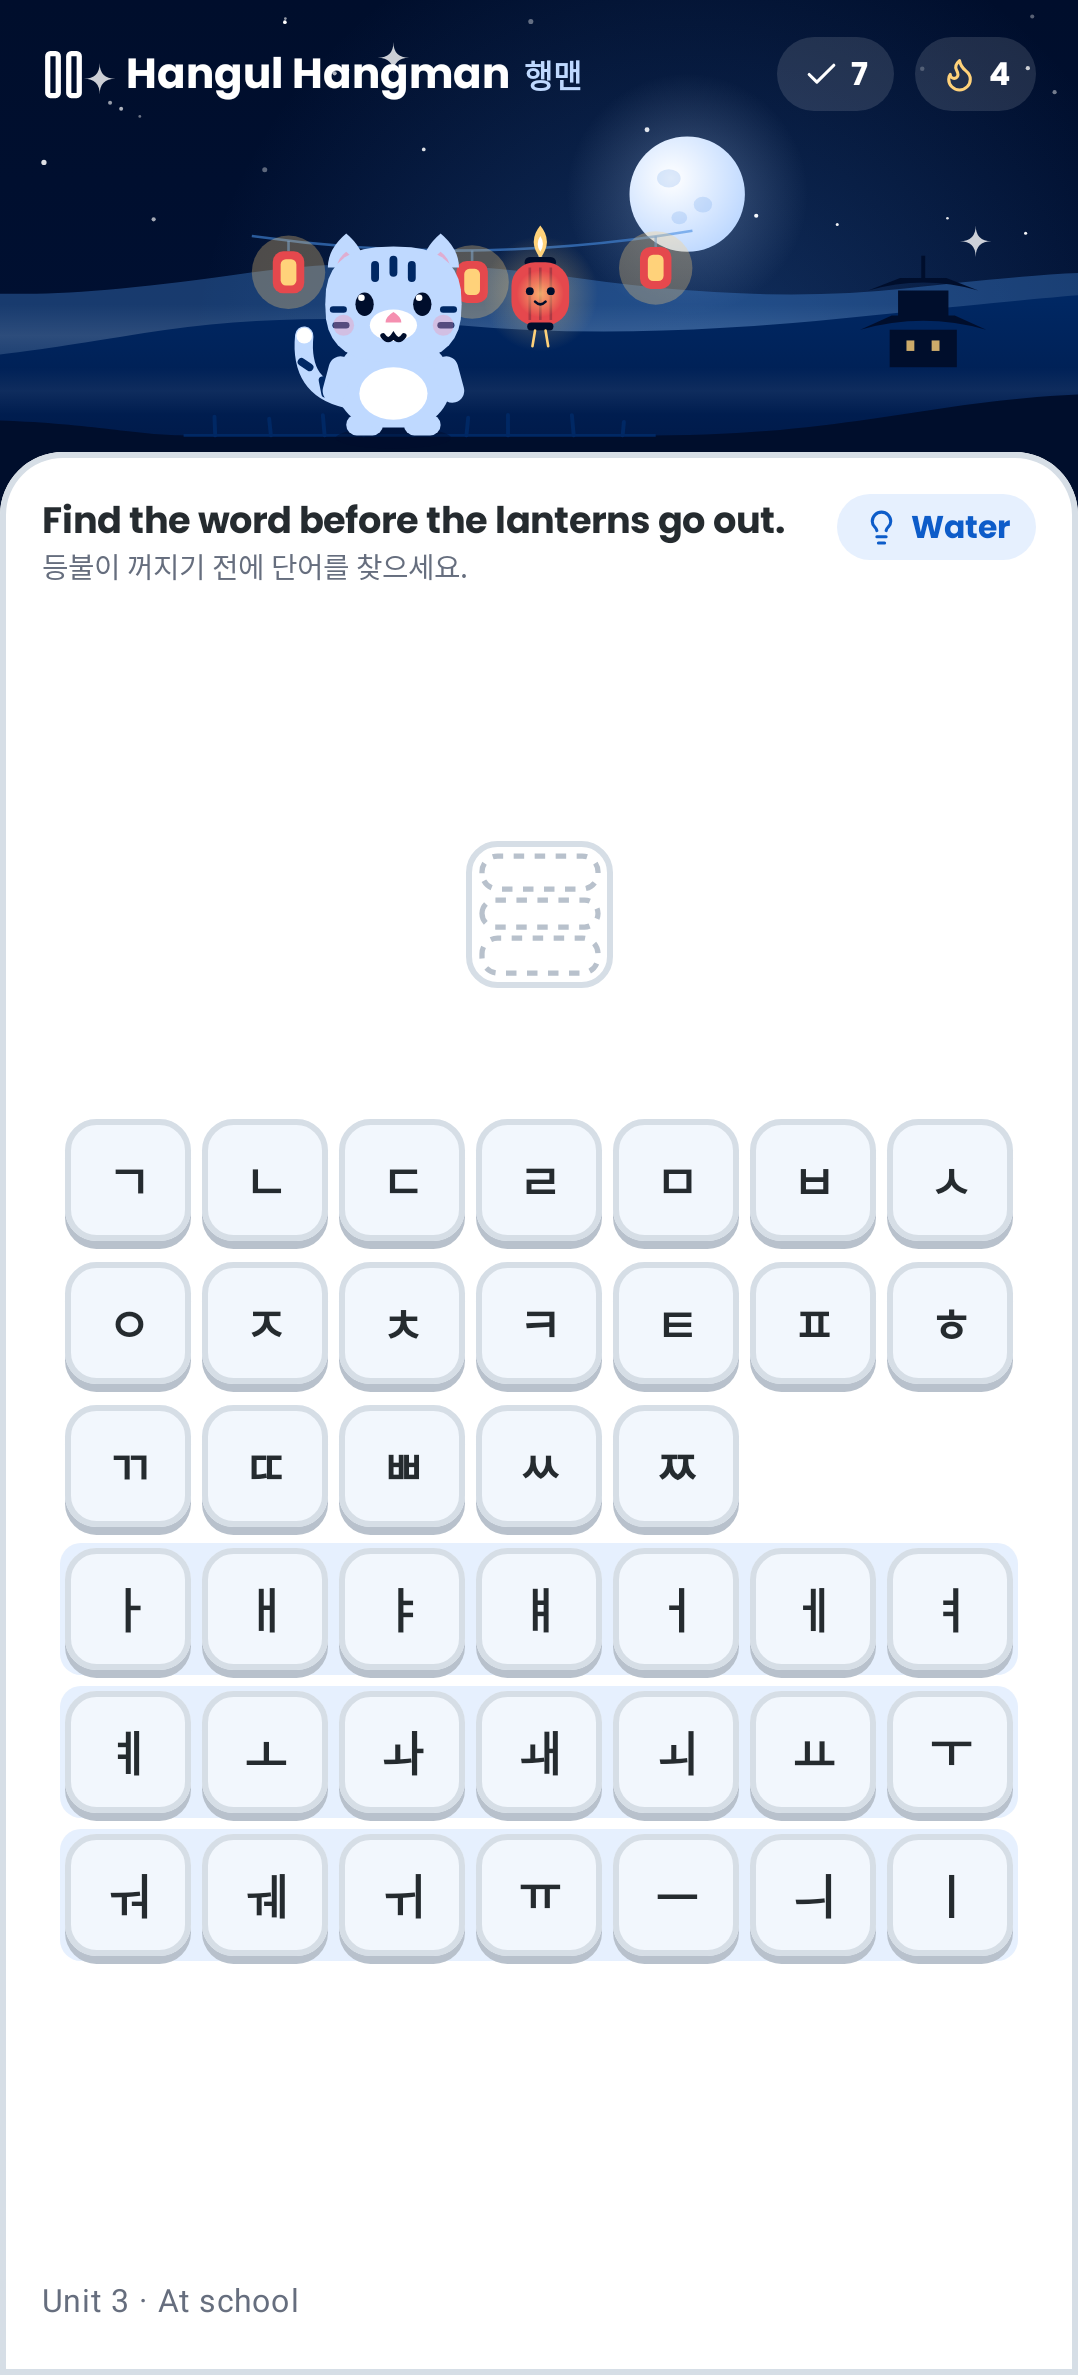 Hangul Hangman 행맨
7
4
Find the word before the lanterns go out.
등불이 꺼지기 전에 단어를 찾으세요.
Water
ㄱ ㄴ ㄷ ㄹ ㅁ ㅂ ㅅ
ㅇ ㅈ ㅊ ㅋ ㅌ ㅍ ㅎ
ㄲ ㄸ ㅃ ㅆ ㅉ
ㅏ ㅐ ㅑ ㅒ ㅓ ㅔ ㅕ
ㅖ ㅗ ㅘ ㅙ ㅚ ㅛ ㅜ
ㅝ ㅞ ㅟ ㅠ ㅡ ㅢ ㅣ
Unit 3 · At school